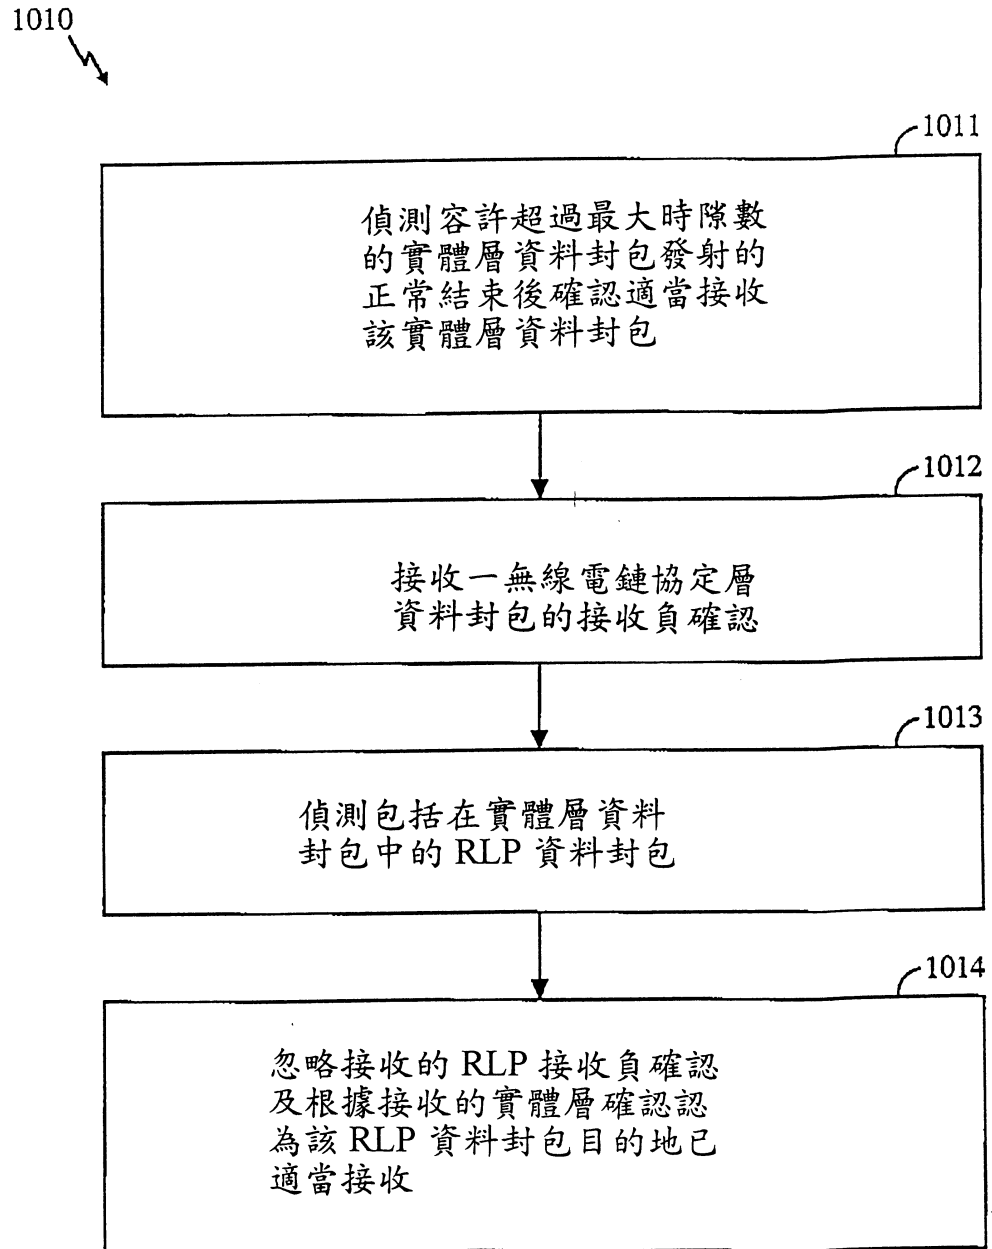 1010
1011
偵測容許超過最大時隙數
的實體層資料封包發射的
正常結束後確認適當接收
該實體層資料封包
1012
接收一無線電鏈協定層
資料封包的接收負確認
1013
偵測包括在實體層資料
封包中的 RLP 資料封包
1014
忽略接收的 RLP 接收負確認
及根據接收的實體層確認認
為該 RLP 資料封包目的地已
適當接收